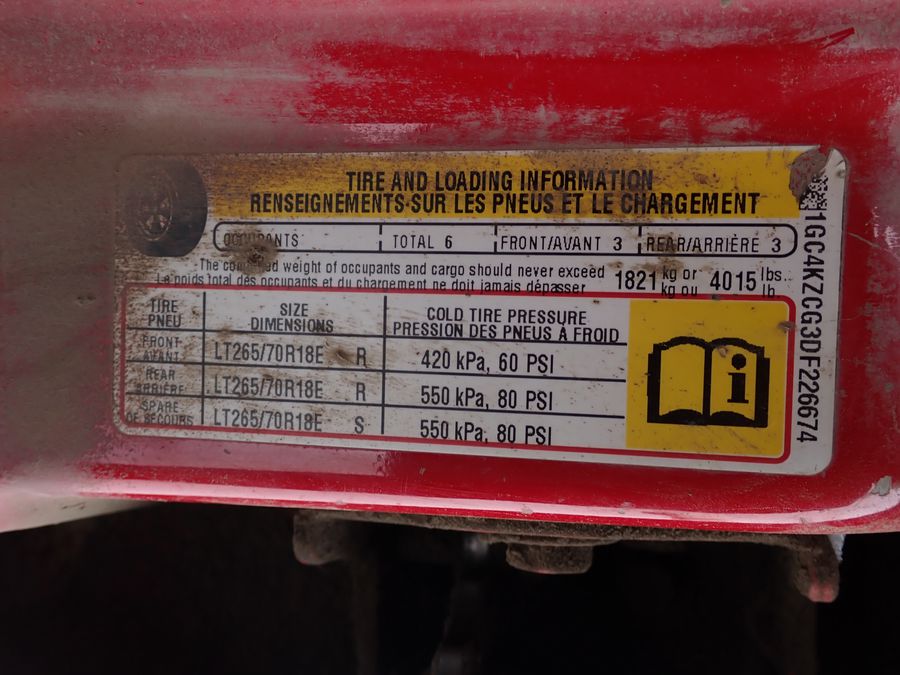 TIRE AND LOADING INFORMATION
RENSEIGNEMENTS SUR LES PNEUS ET LE CHARGEMENT
OCCUPANTS TOTAL 6 FRONT/AVANT 3 REAR/ARRIÈRE 3
The combined weight of occupants and cargo should never exceed 1821 kg or 4015 lbs.
Le poids total des occupants et du chargement ne doit jamais dépasser kg ou lb.
TIRE SIZE COLD TIRE PRESSURE
PNEU DIMENSIONS PRESSION DES PNEUS À FROID
FRONT
AVANT LT265/70R18E R 420 kPa, 60 PSI
REAR
ARRIÈRE LT265/70R18E R 550 kPa, 80 PSI
SPARE
DE SECOURS LT265/70R18E S 550 kPa, 80 PSI
i
1GC4KZCG3DF226674